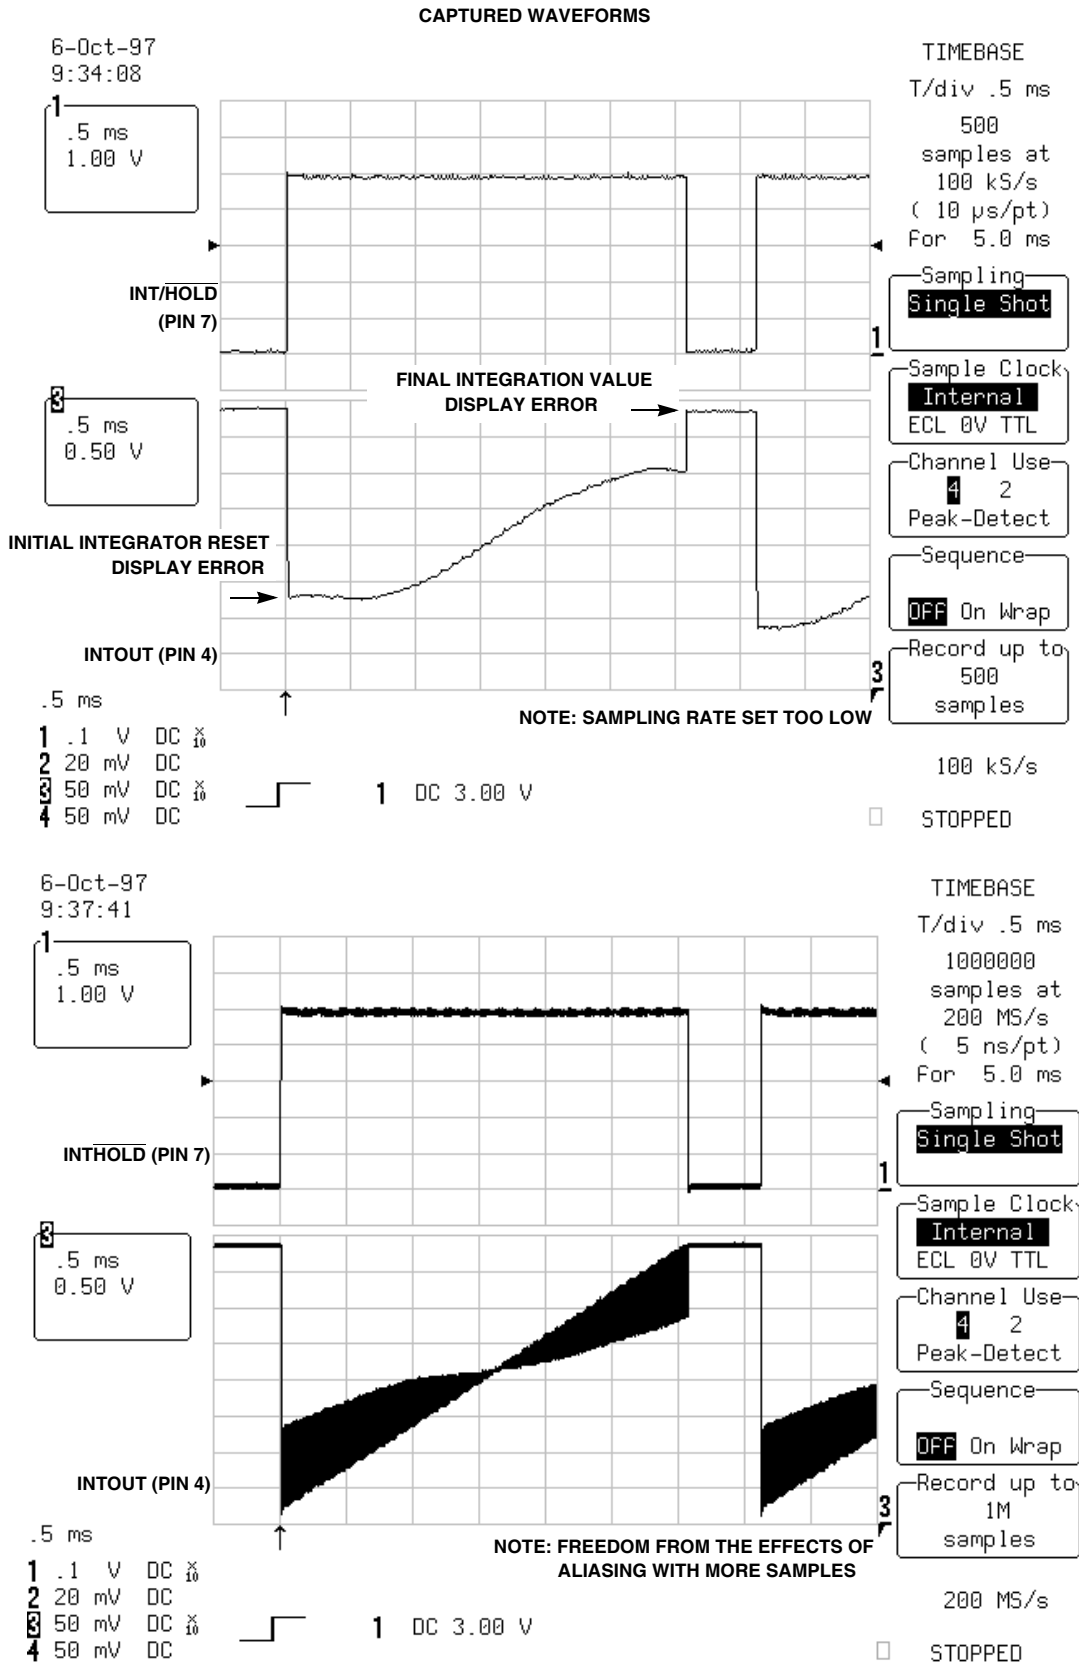 CAPTURED WAVEFORMS
6-Oct-97
9:34:08
1
.5 ms
1.00 V
INT/HOLD
(PIN 7)
3
.5 ms
0.50 V
FINAL INTEGRATION VALUE
DISPLAY ERROR
INITIAL INTEGRATOR RESET
DISPLAY ERROR
INTOUT (PIN 4)
1
3
NOTE: SAMPLING RATE SET TOO LOW
TIMEBASE
T/div .5 ms
500
samples at
100 kS/s
( 10 µs/pt)
for 5.0 ms
Sampling
Single Shot
Sample Clock
Internal
ECL 0V TTL
Channel Use
4 2
Peak-Detect
Sequence
OFF On Wrap
Record up to
500
samples
.5 ms
1 .1 V DC X10
2 20 mV DC
3 50 mV DC X10
4 50 mV DC
1 DC 3.00 V
100 kS/s
STOPPED
6-Oct-97
9:37:41
1
.5 ms
1.00 V
INTHOLD (PIN 7)
3
.5 ms
0.50 V
INTOUT (PIN 4)
1
3
NOTE: FREEDOM FROM THE EFFECTS OF
ALIASING WITH MORE SAMPLES
TIMEBASE
T/div .5 ms
1000000
samples at
200 MS/s
( 5 ns/pt)
for 5.0 ms
Sampling
Single Shot
Sample Clock
Internal
ECL 0V TTL
Channel Use
4 2
Peak-Detect
Sequence
OFF On Wrap
Record up to
1M
samples
.5 ms
1 .1 V DC X10
2 20 mV DC
3 50 mV DC X10
4 50 mV DC
1 DC 3.00 V
200 MS/s
STOPPED